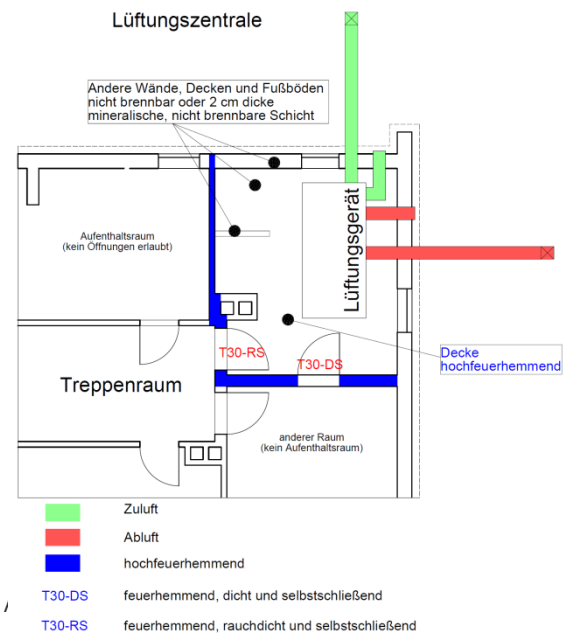 Lüftungszentrale
Andere Wände, Decken und Fußböden
nicht brennbar oder 2 cm dicke
mineralische, nicht brennbare Schicht
Aufenthaltsraum
(kein Öffnungen erlaubt)
Lüftungsgerät
T30-RS
T30-DS
Decke
hochfeuerhemmend
Treppenraum
anderer Raum
(kein Aufenthaltsraum)
Zuluft
Abluft
hochfeuerhemmend
T30-DS feuerhemmend, dicht und selbstschließend
T30-RS feuerhemmend, rauchdicht und selbstschließend